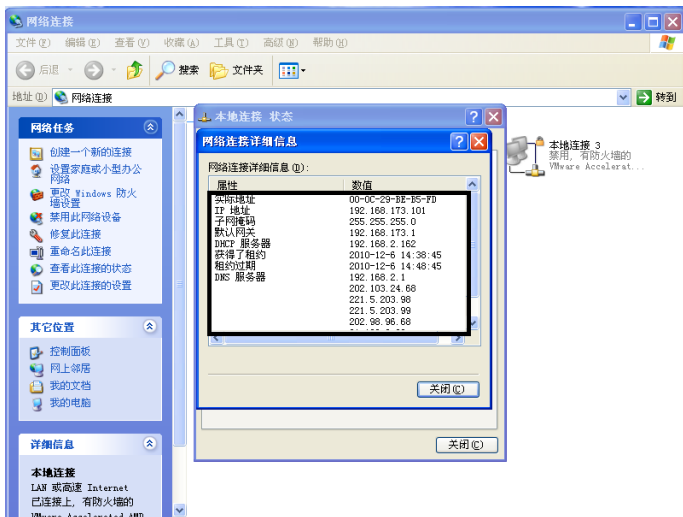 网络连接
文件(F) 编辑(E) 查看(V) 收藏(A) 工具(T) 高级(N) 帮助(H)
后退 搜索 文件夹
地址(D) 网络连接 转到
网络任务
创建一个新的连接
设置家庭或小型办公
网络
更改 Windows 防火
墙设置
禁用此网络设备
修复此连接
重命名此连接
查看此连接的状态
更改此连接的设置
其它位置
控制面板
网上邻居
我的文档
我的电脑
详细信息
本地连接
LAN 或高速 Internet
已连接上, 有防火墙的
VMware Accelerated AMD
本地连接 状态
网络连接详细信息
网络连接详细信息(D):
属性 数值
实际地址 00-0C-29-BE-B5-FD
IP 地址 192.168.173.101
子网掩码 255.255.255.0
默认网关 192.168.173.1
DHCP 服务器 192.168.2.162
获得了租约 2010-12-6 14:38:45
租约过期 2010-12-6 14:48:45
DNS 服务器 192.168.2.1
202.103.24.68
221.5.203.98
221.5.203.99
202.98.96.68
关闭(C)
关闭(C)
本地连接 3
禁用, 有防火墙的
VMware Accelerat...